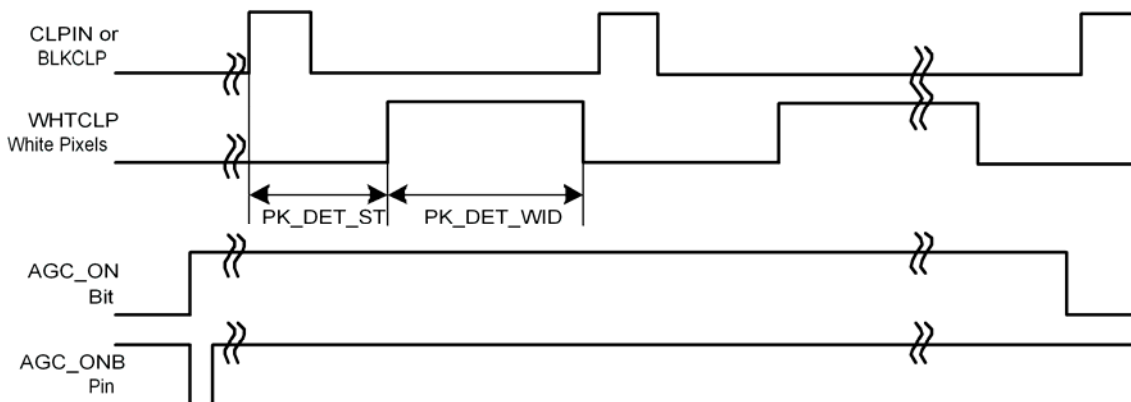 CLPIN or
BLKCLP
WHTCLP
White Pixels
PK_DET_ST
PK_DET_WID
AGC_ON
Bit
AGC_ONB
Pin